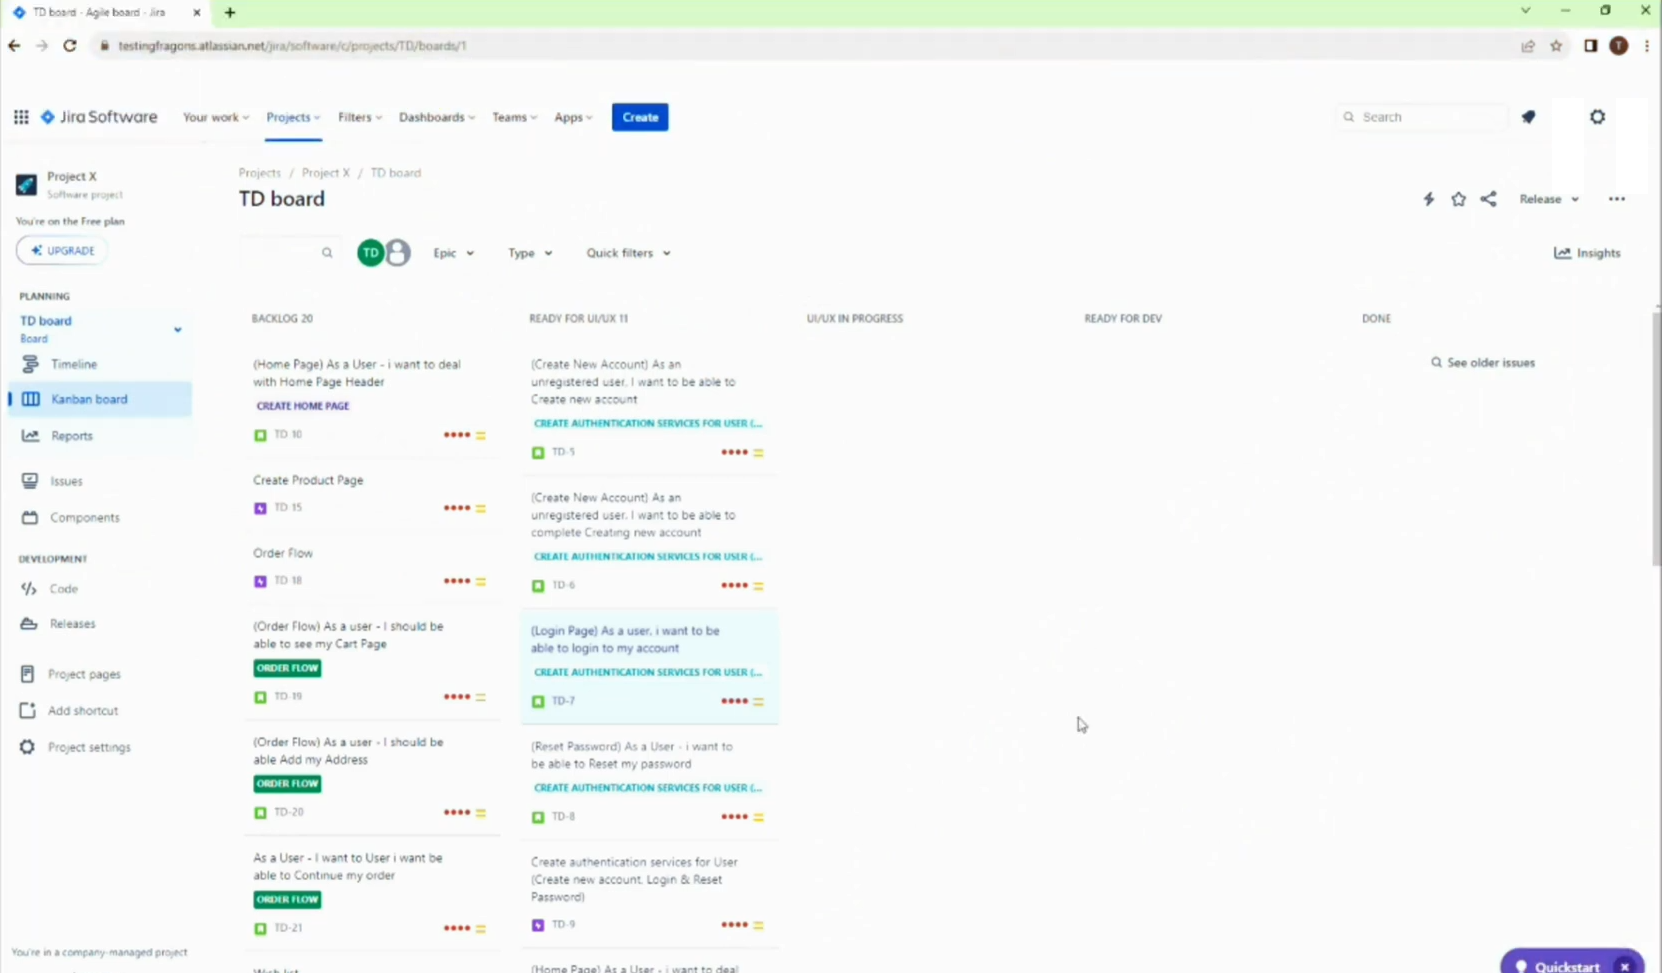 TD board - Agile board - Jira
testingfragons.atlassian.net/jira/software/c/projects/TD/boards/1
T
Jira Software
Your work
Projects
Filters
Dashboards
Teams
Apps
Create
Search
Project X
Software project
You're on the Free plan
UPGRADE
PLANNING
TD board
Board
Timeline
Kanban board
Reports
Issues
Components
DEVELOPMENT
Code
Releases
Project pages
Add shortcut
Project settings
You're in a company-managed project
Projects / Project X / TD board
TD board
Release
TD
Epic
Type
Quick filters
Insights
BACKLOG 20
(Home Page) As a User - i want to deal
with Home Page Header
CREATE HOME PAGE
TD 10
Create Product Page
TD 15
Order Flow
TD 18
(Order Flow) As a user - I should be
able to see my Cart Page
ORDER FLOW
TD-19
(Order Flow) As a user - I should be
able Add my Address
ORDER FLOW
TD-20
As a User - I want to User i want be
able to Continue my order
ORDER FLOW
TD-21
READY FOR UI/UX 11
(Create New Account) As an
unregistered user, I want to be able to
Create new account
CREATE AUTHENTICATION SERVICES FOR USER (...
TD-5
(Create New Account) As an
unregistered user, I want to be able to
complete Creating new account
CREATE AUTHENTICATION SERVICES FOR USER (...
TD-6
(Login Page) As a user, i want to be
able to login to my account
CREATE AUTHENTICATION SERVICES FOR USER (...
TD-7
(Reset Password) As a User - i want to
be able to Reset my password
CREATE AUTHENTICATION SERVICES FOR USER (...
TD-8
Create authentication services for User
(Create new account, Login & Reset
Password)
TD-9
(Home Page) As a User - i want to deal
UI/UX IN PROGRESS
READY FOR DEV
DONE
See older issues
Quickstart